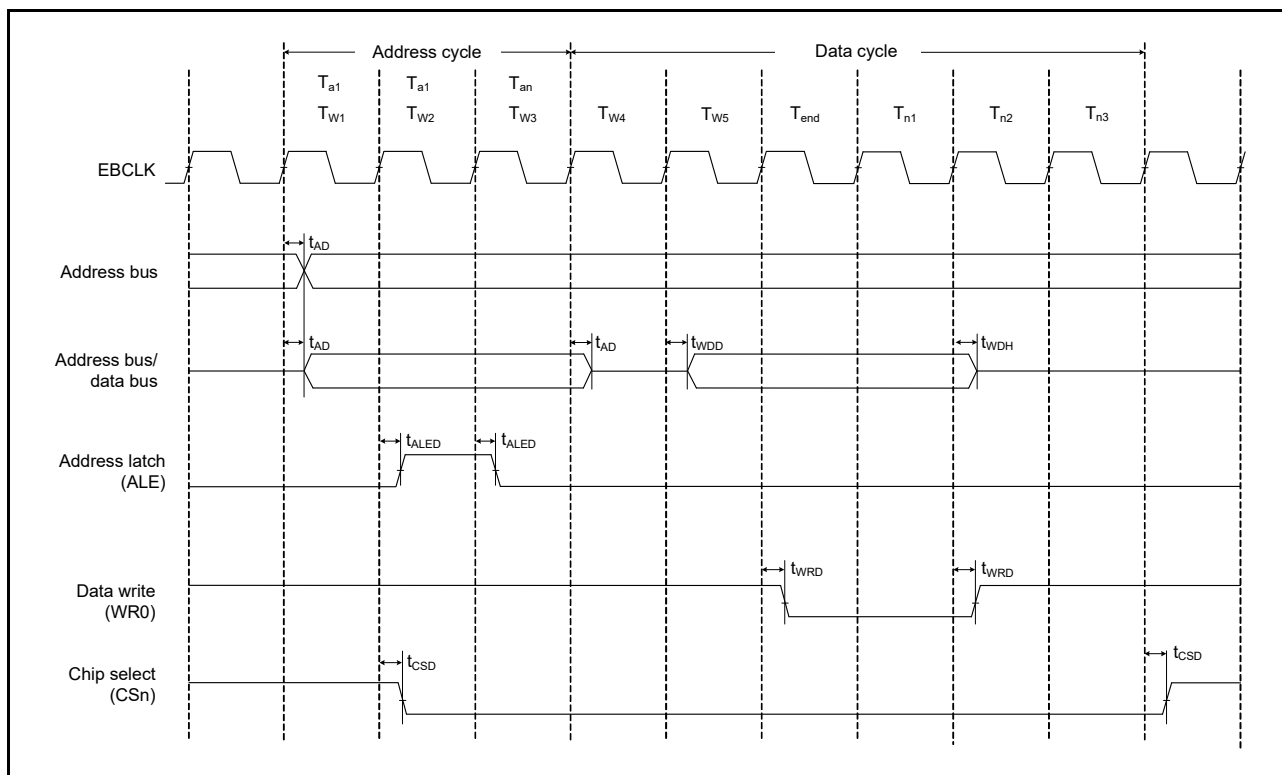 Address cycle Data cycle
Ta1 Ta1 Tan
TW1 TW2 TW3 TW4 TW5 Tend Tn1 Tn2 Tn3
EBCLK
tAD
Address bus
tAD tAD tWDD tWDH
Address bus/
data bus
tALED tALED
Address latch
(ALE)
tWRD tWRD
Data write
(WR0)
tCSD tCSD
Chip select
(CSn)